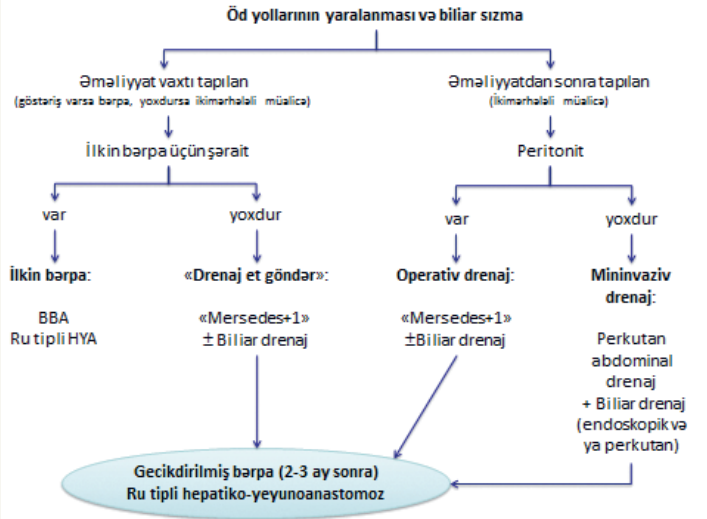 Öd yollarının yaralanması və biliar sızma
Əməliyyat vaxtı tapılan
(göstəriş varsa bərpa, yoxdursa ikimərhələli müalicə)
Əməliyyatdan sonra tapılan
(İkimərhələli müalicə)
İlkin bərpa üçün şərait
Peritonit
var
yoxdur
var
yoxdur
İlkin bərpa:
BBA
Ru tipli HYA
«Drenaj et göndər»:
«Mersedes+1»
± Biliar drenaj
Operativ drenaj:
«Mersedes+1»
±Biliar drenaj
Mininvaziv
drenaj:
Perkutan
abdominal
drenaj
+ Biliar drenaj
(endoskopik və
ya perkutan)
Gecikdirilmiş bərpa (2-3 ay sonra)
Ru tipli hepatiko-yeyunoanastomoz